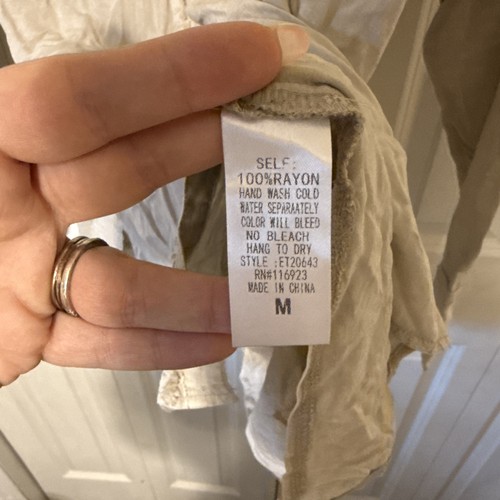 SELF:
100%RAYON
HAND WASH COLD
WATER SEPARAATELY
COLOR WILL BLEED
NO BLEACH
HANG TO DRY
STYLE :ET20643
RN#116923
MADE IN CHINA
M